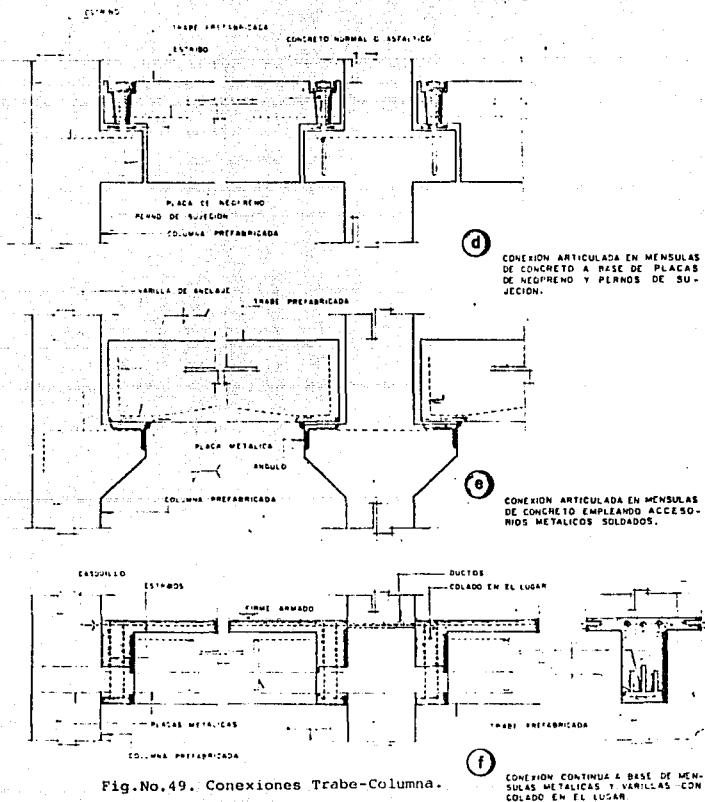 ESTRIBO
TRABE PREFABRICADA
ESTRIBO
CONCRETO NORMAL O ASFALTICO
PLACA DE NEOPRENO
PERNO DE SUJECION
COLUMNA PREFABRICADA
d
CONEXION ARTICULADA EN MENSULAS
DE CONCRETO A BASE DE PLACAS
DE NEOPRENO Y PERNOS DE SU-
JECION.
VARILLA DE ANCLAJE
TRABE PREFABRICADA
PLACA METALICA
ANGULO
COLUMNA PREFABRICADA
e
CONEXION ARTICULADA EN MENSULAS
DE CONCRETO EMPLEANDO ACCESO-
RIOS METALICOS SOLDADOS.
CASQUILLO
ESTRIBOS
FIRME ARMADO
DUCTOS
COLADO EN EL LUGAR
PLACAS METALICAS
TRABE PREFABRICADA
COLUMNA PREFABRICADA
f
CONEXION CONTINUA A BASE DE MEN-
SULAS METALICAS Y VARILLAS CON
COLADO EN EL LUGAR
Fig.No.49. Conexiones Trabe-Columna.